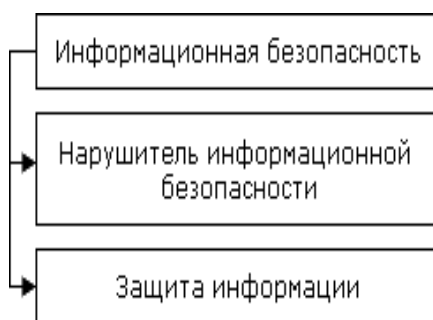 Информационная безопасность
Нарушитель информационной
безопасности
Защита информации